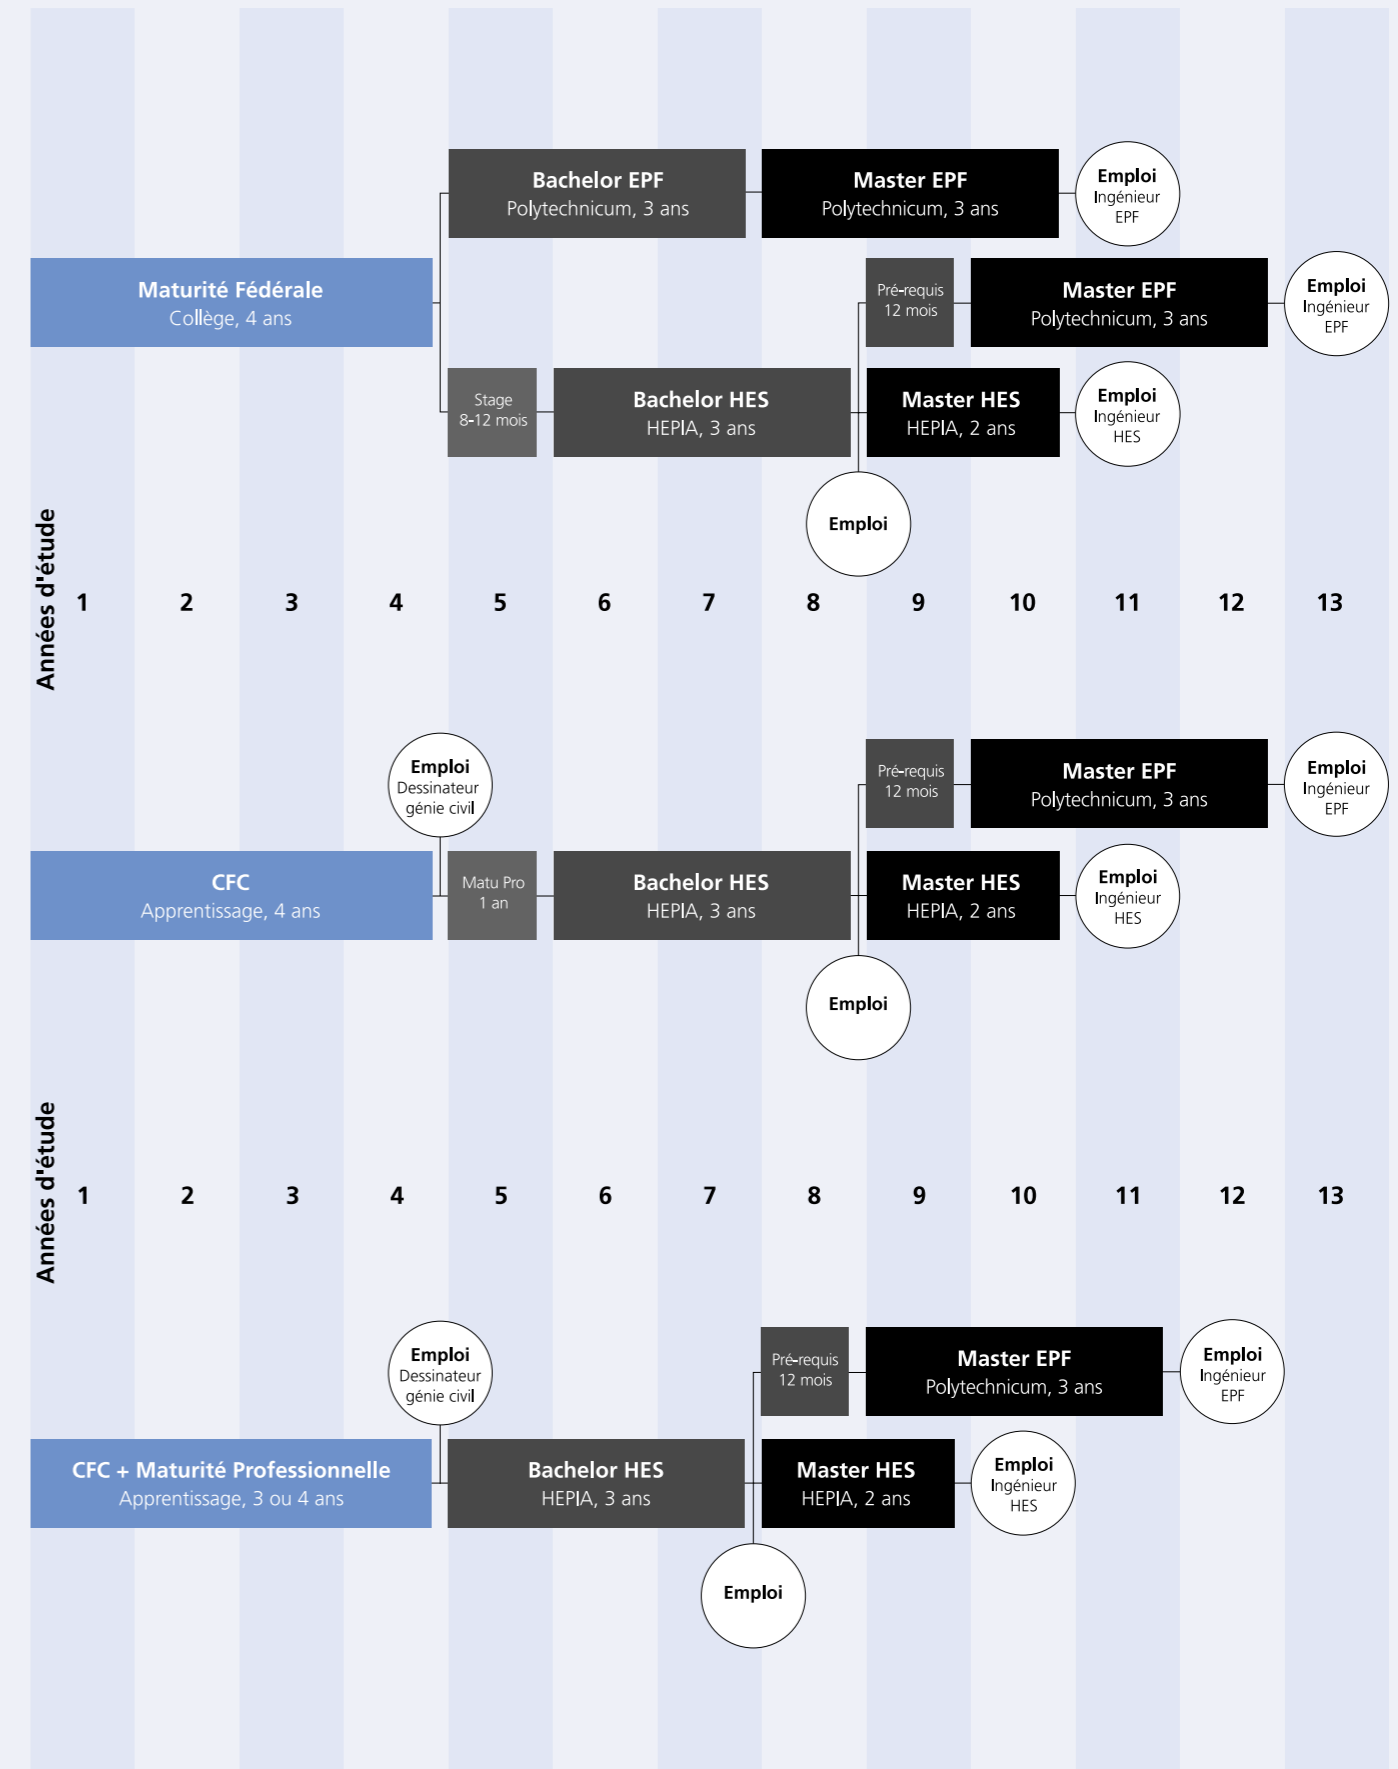 Bachelor EPF
Polytechnicum, 3 ans
Master EPF
Polytechnicum, 3 ans
Emploi
Ingénieur
EPF
Maturité Fédérale
Collège, 4 ans
Pré-requis
12 mois
Master EPF
Polytechnicum, 3 ans
Emploi
Ingénieur
EPF
Stage
8-12 mois
Bachelor HES
HEPIA, 3 ans
Master HES
HEPIA, 2 ans
Emploi
Ingénieur
HES
Emploi
Années d'étude
1 2 3 4 5 6 7 8 9 10 11 12 13
Emploi
Dessinateur
génie civil
Pré-requis
12 mois
Master EPF
Polytechnicum, 3 ans
Emploi
Ingénieur
EPF
CFC
Apprentissage, 4 ans
Matu Pro
1 an
Bachelor HES
HEPIA, 3 ans
Master HES
HEPIA, 2 ans
Emploi
Ingénieur
HES
Emploi
Années d'étude
1 2 3 4 5 6 7 8 9 10 11 12 13
Emploi
Dessinateur
génie civil
Pré-requis
12 mois
Master EPF
Polytechnicum, 3 ans
Emploi
Ingénieur
EPF
CFC + Maturité Professionnelle
Apprentissage, 3 ou 4 ans
Bachelor HES
HEPIA, 3 ans
Master HES
HEPIA, 2 ans
Emploi
Ingénieur
HES
Emploi